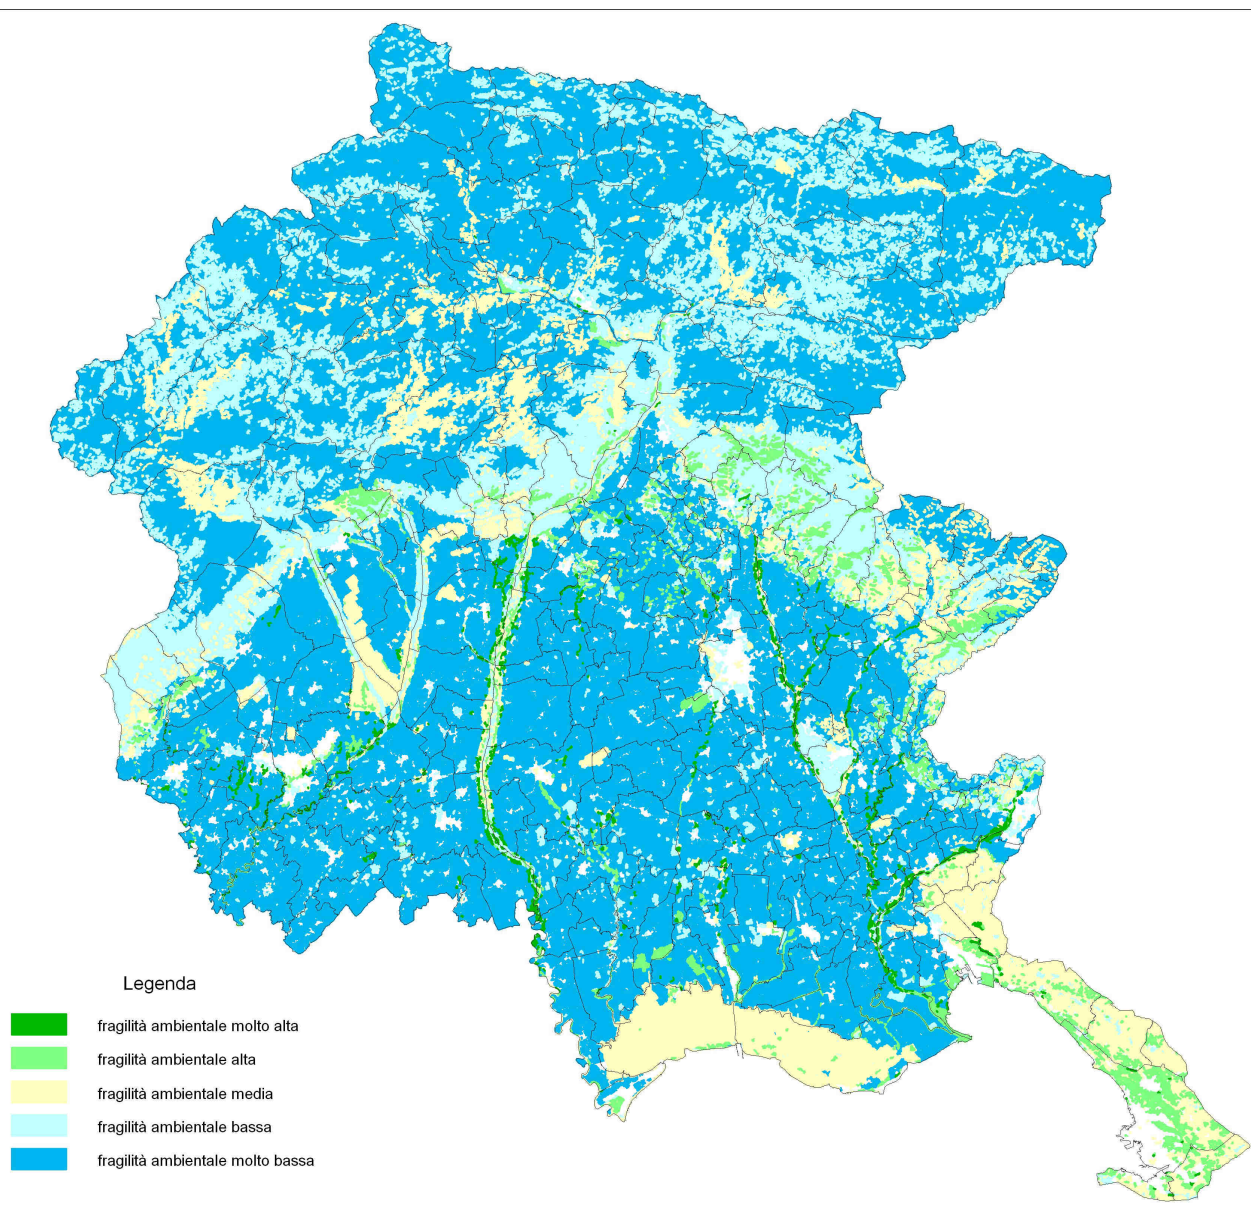 Legenda
fragilità ambientale molto alta
fragilità ambientale alta
fragilità ambientale media
fragilità ambientale bassa
fragilità ambientale molto bassa